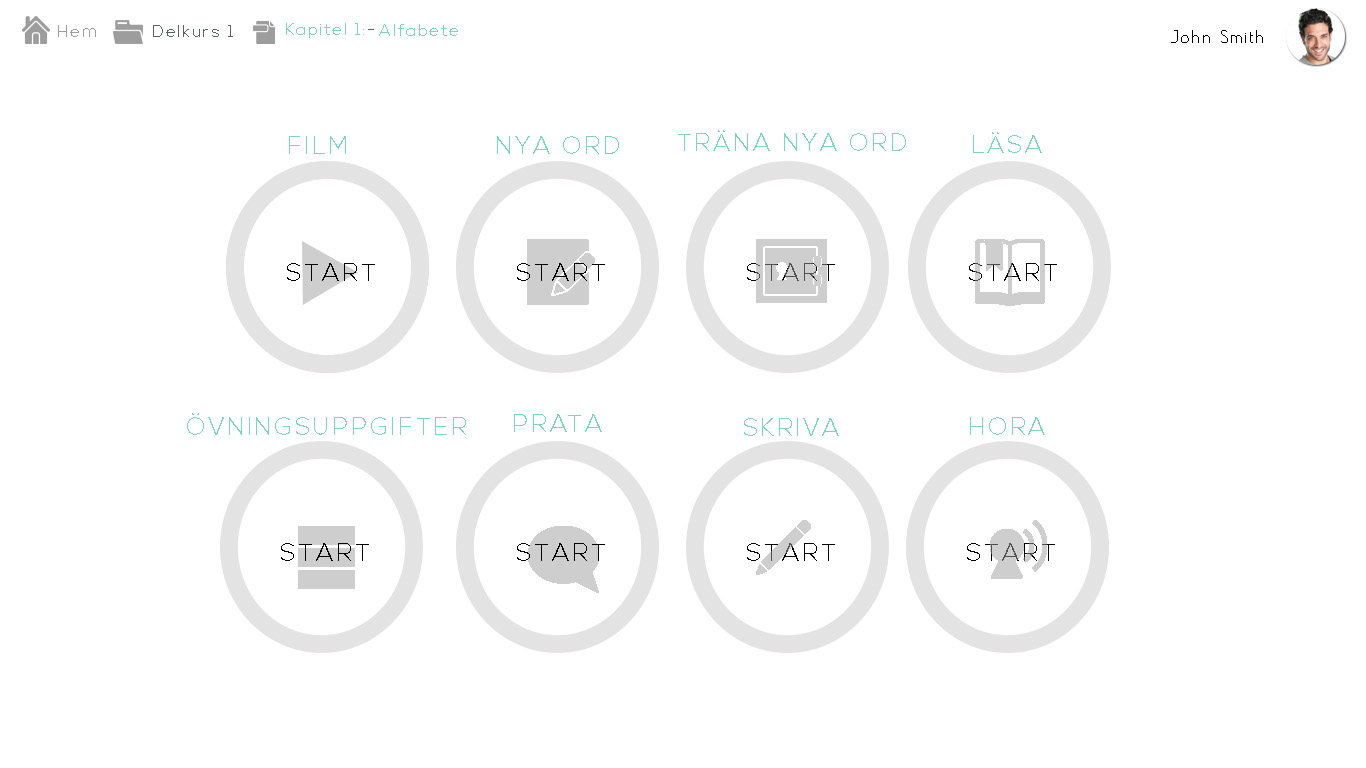 Hem Delkurs 1 Kapitel 1:-Alfabete
John Smith
FILM NYA ORD TRÄNA NYA ORD LÄSA
START START START START
ÖVNINGSUPPGIFTER PRATA SKRIVA HORA
START START START START